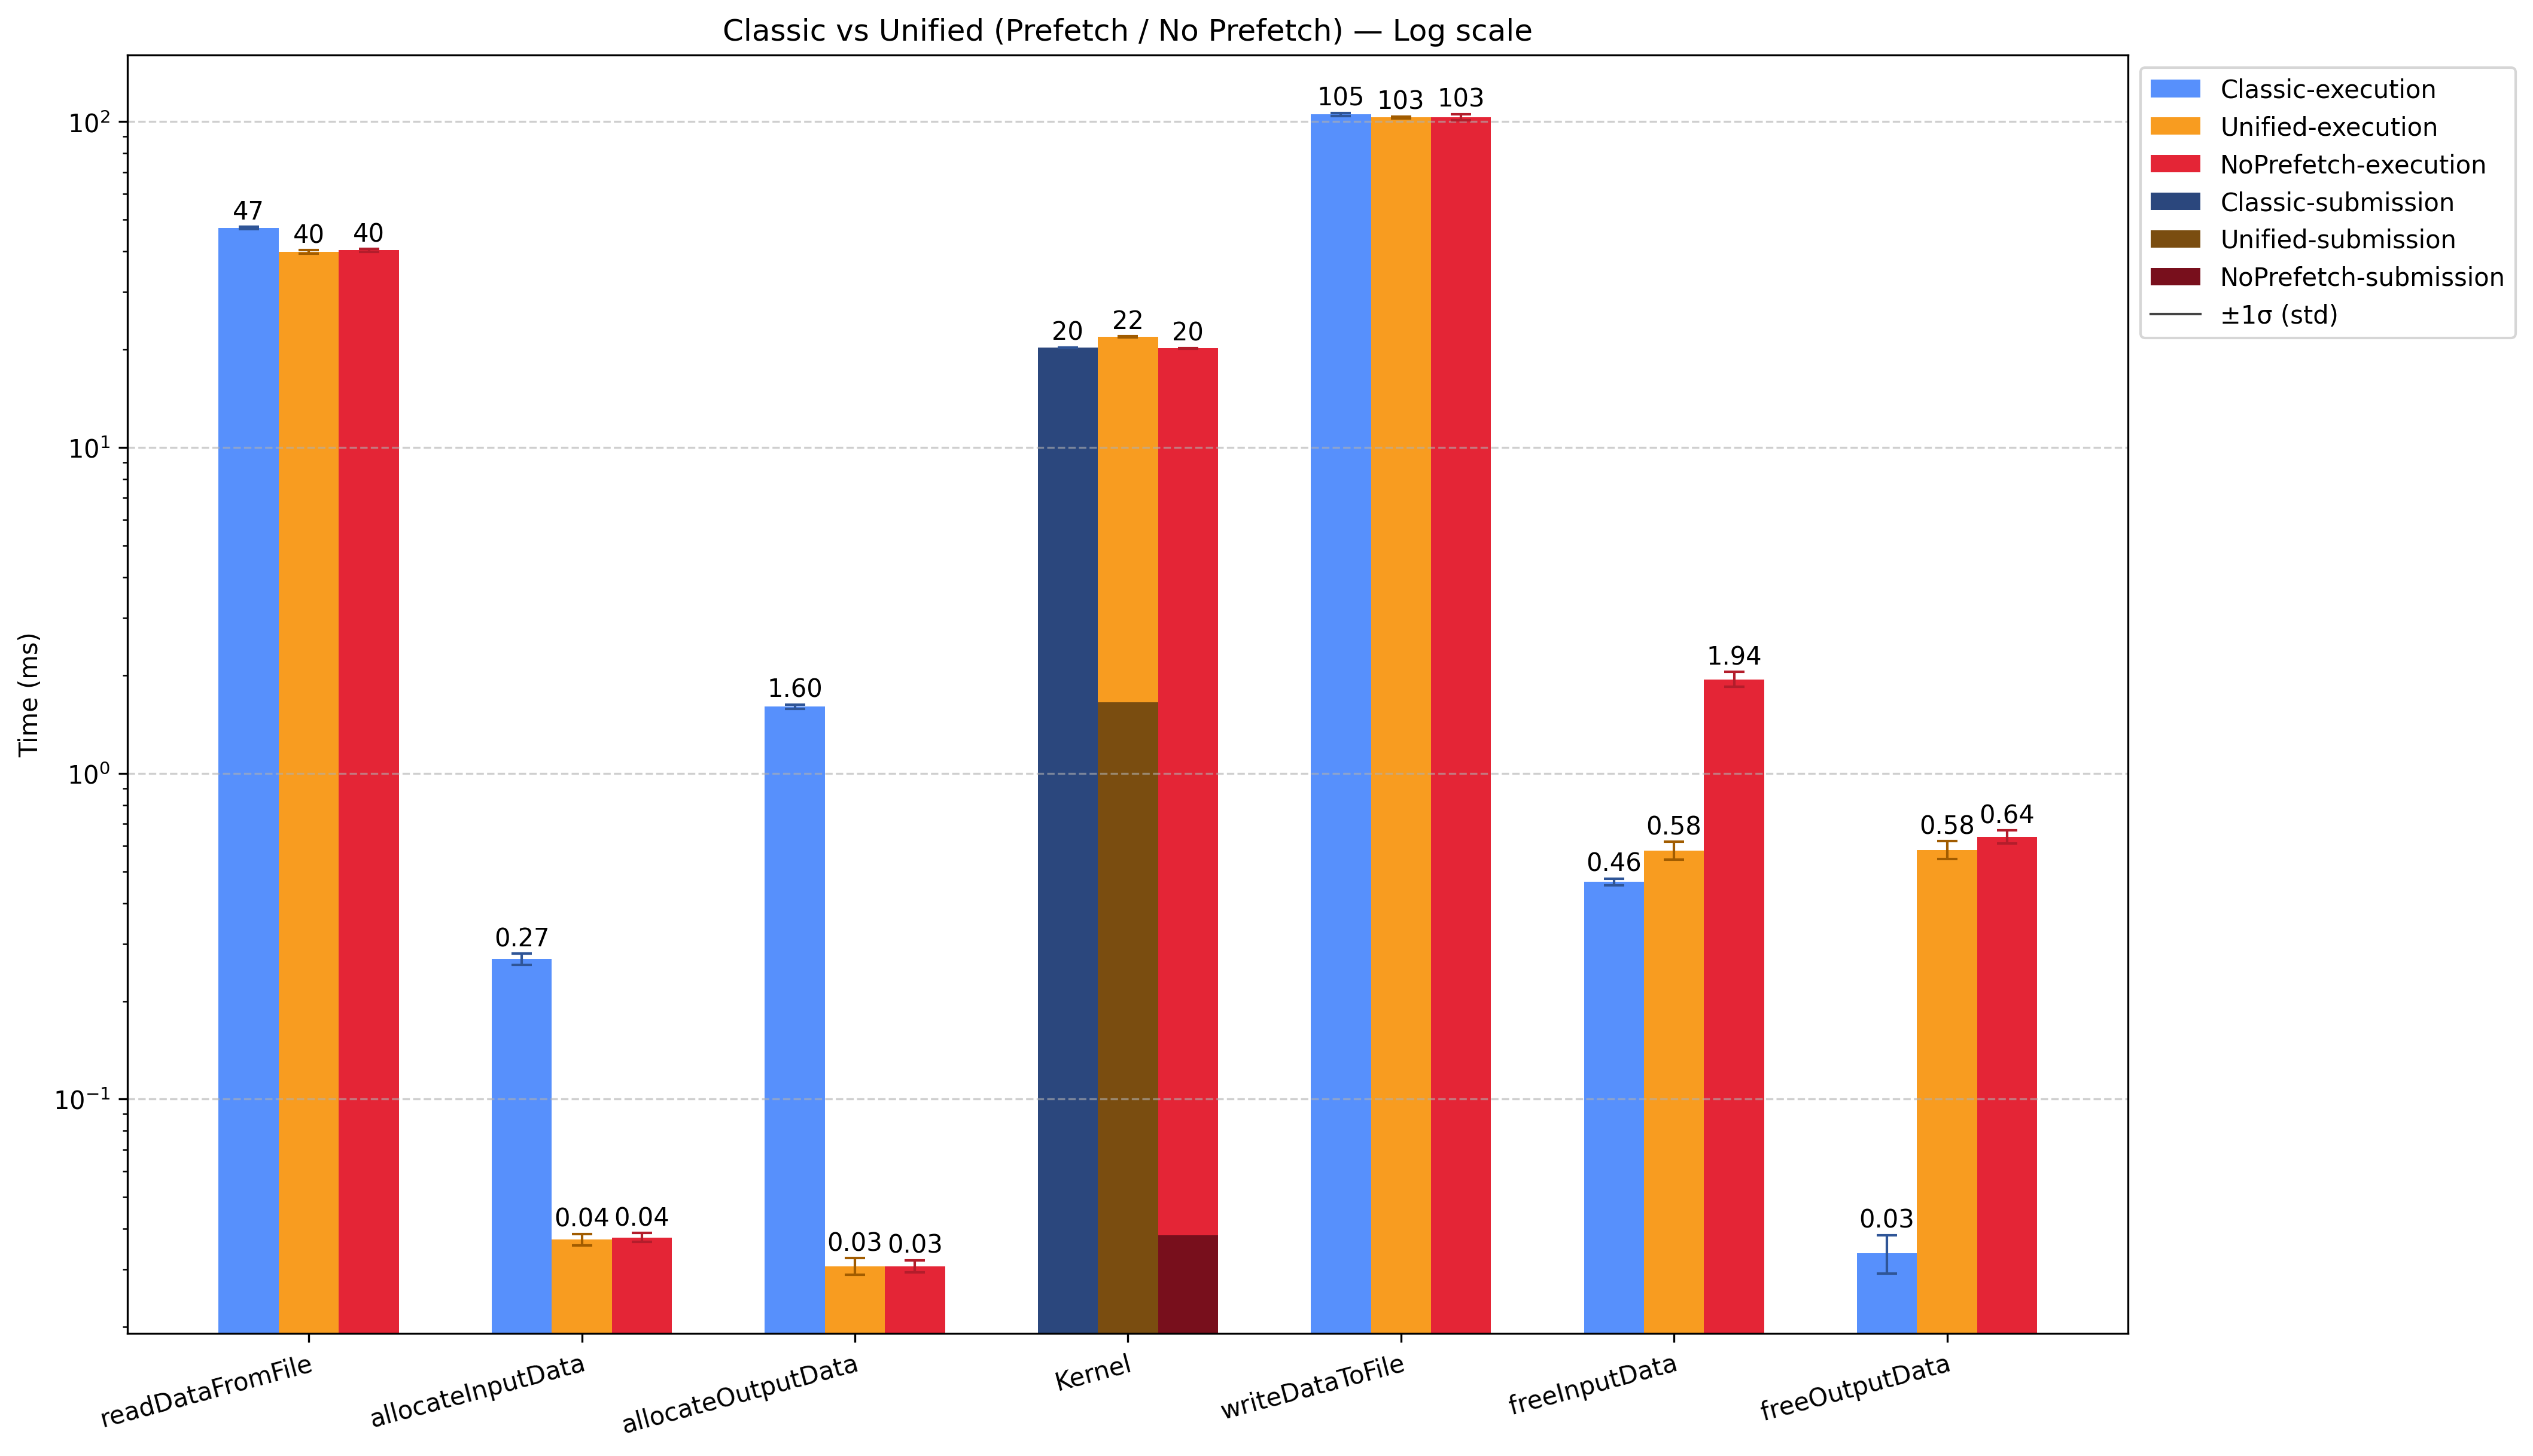 Classic vs Unified (Prefetch / No Prefetch) — Log scale
Time (ms)
10²
10¹
10⁰
10⁻¹
47
40
40
0.27
0.04
0.04
1.60
0.03
0.03
20
22
20
105
103
103
0.46
0.58
1.94
0.03
0.58
0.64
readDataFromFile
allocateInputData
allocateOutputData
Kernel
writeDataToFile
freeInputData
freeOutputData
Classic-execution
Unified-execution
NoPrefetch-execution
Classic-submission
Unified-submission
NoPrefetch-submission
±1σ (std)